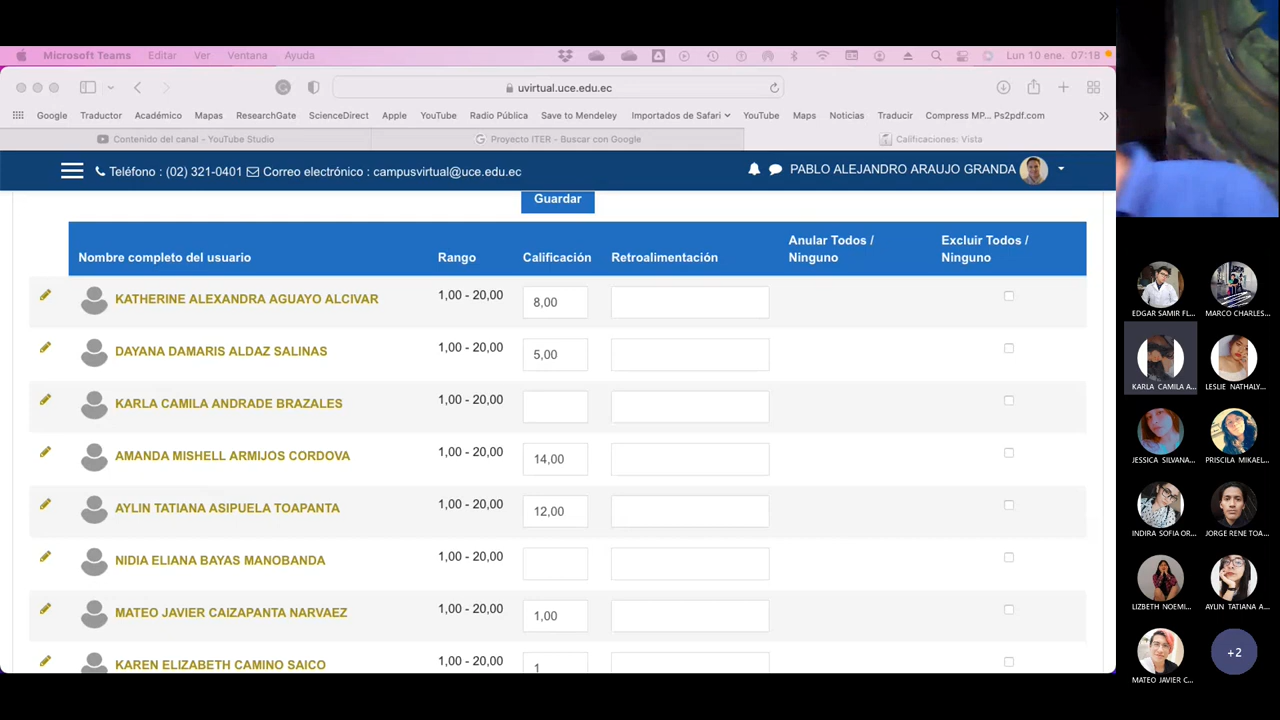 Microsoft Teams Editar Ver Ventana Ayuda Lun 10 ene. 07:18
uvirtual.uce.edu.ec
Google Traductor Académico Mapas ResearchGate ScienceDirect Apple YouTube Radio Pública Save to Mendeley Importados de Safari YouTube Maps Noticias Traducir Compress MP... Ps2pdf.com
Contenido del canal - YouTube Studio Proyecto ITER - Buscar con Google Calificaciones: Vista
Teléfono : (02) 321-0401 Correo electrónico : campusvirtual@uce.edu.ec PABLO ALEJANDRO ARAUJO GRANDA
Guardar
Nombre completo del usuario Rango Calificación Retroalimentación Anular Todos / Ninguno Excluir Todos / Ninguno
KATHERINE ALEXANDRA AGUAYO ALCIVAR 1,00 - 20,00 8,00
DAYANA DAMARIS ALDAZ SALINAS 1,00 - 20,00 5,00
KARLA CAMILA ANDRADE BRAZALES 1,00 - 20,00
AMANDA MISHELL ARMIJOS CORDOVA 1,00 - 20,00 14,00
AYLIN TATIANA ASIPUELA TOAPANTA 1,00 - 20,00 12,00
NIDIA ELIANA BAYAS MANOBANDA 1,00 - 20,00
MATEO JAVIER CAIZAPANTA NARVAEZ 1,00 - 20,00 1,00
KAREN ELIZABETH CAMINO SAICO 1,00 - 20,00 1
EDGAR SAMIR FL... MARCO CHARLES...
KARLA CAMILA A... LESLIE NATHALY...
JESSICA SILVANA... PRISCILA MIKAEL...
INDIRA SOFIA OR... JORGE RENE TOA...
LIZBETH NOEMI... AYLIN TATIANA A...
MATEO JAVIER C... +2